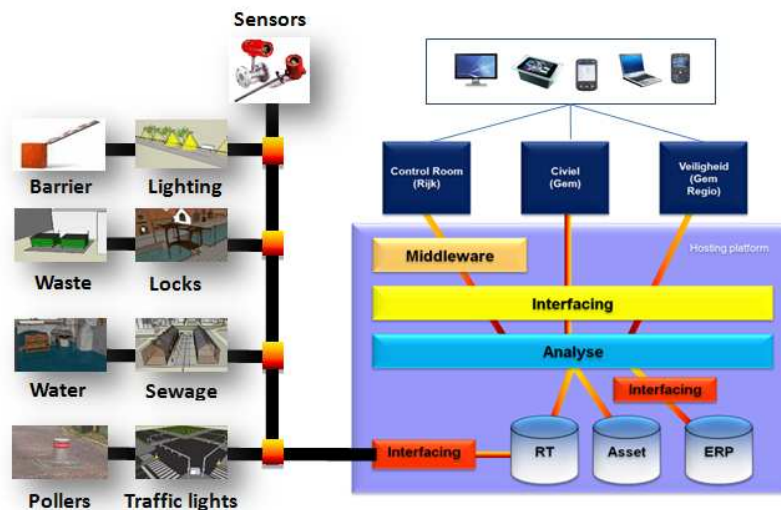 Sensors
Barrier
Lighting
Waste
Locks
Water
Sewage
Pollers
Traffic lights
Control Room
(Rijk)
Civiel
(Gem)
Veiligheid
(Gem
Regio)
Hosting platform
Middleware
Interfacing
Analyse
Interfacing
Interfacing
RT
Asset
ERP